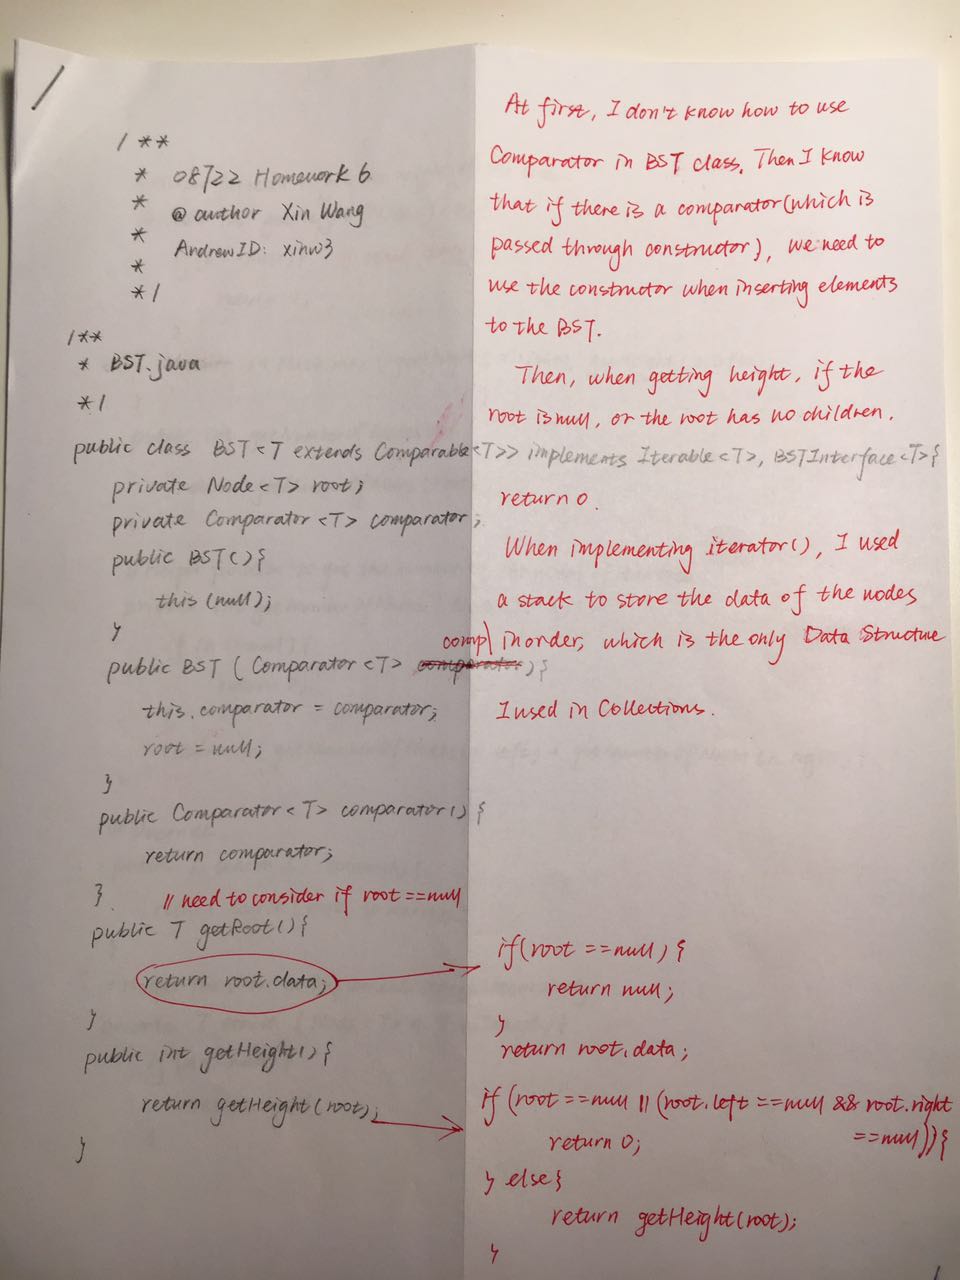 /**
* 08722 Homework 6
* @ author Xin Wang
* AndrewID: xinw3
*
*/
/**
* BST.java
*/
public class BST<T extends Comparable<T>> implements Iterable<T>, BSTInterface<T>{
private Node<T> root;
private Comparator<T> comparator;
public BST(){
this(null);
}
public BST (Comparator<T> comparator){
comp
this.comparator = comparator;
root = null;
}
public Comparator<T> comparator(){
return comparator;
}
// need to consider if root==null
public T getRoot(){
return root.data;
}
public int getHeight(){
return getHeight(root);
}
At first, I don't know how to use
Comparator in BST class. Then I know
that if there is a comparator(which is
passed through constructor), we need to
use the constructor when inserting elements
to the BST.
Then, when getting height, if the
root is null, or the root has no children.
return 0.
When implementing iterator(), I used
a stack to store the data of the nodes
inorder, which is the only Data Structure
I used in Collections.
if(root ==null) {
return null;
}
return root.data;
if (root ==null || (root.left ==null && root.right
==null)){
return 0;
} else{
return getHeight(root);
}